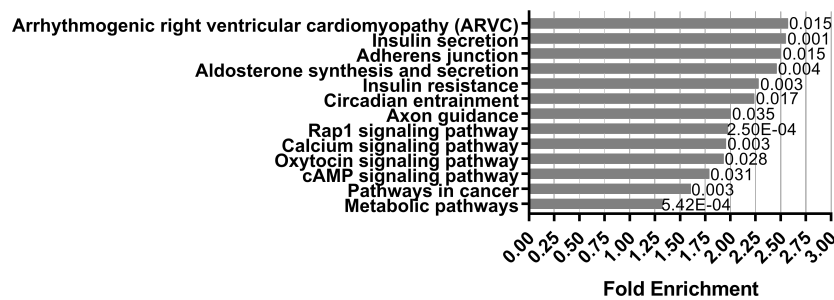 Arrhythmogenic right ventricular cardiomyopathy (ARVC) 0.015
Insulin secretion 0.001
Adherens junction 0.015
Aldosterone synthesis and secretion 0.004
Insulin resistance 0.003
Circadian entrainment 0.017
Axon guidance 0.035
Rap1 signaling pathway 2.50E-04
Calcium signaling pathway 0.003
Oxytocin signaling pathway 0.028
cAMP signaling pathway 0.031
Pathways in cancer 0.003
Metabolic pathways 5.42E-04
0.00 0.25 0.50 0.75 1.00 1.25 1.50 1.75 2.00 2.25 2.50 2.75 3.00
Fold Enrichment